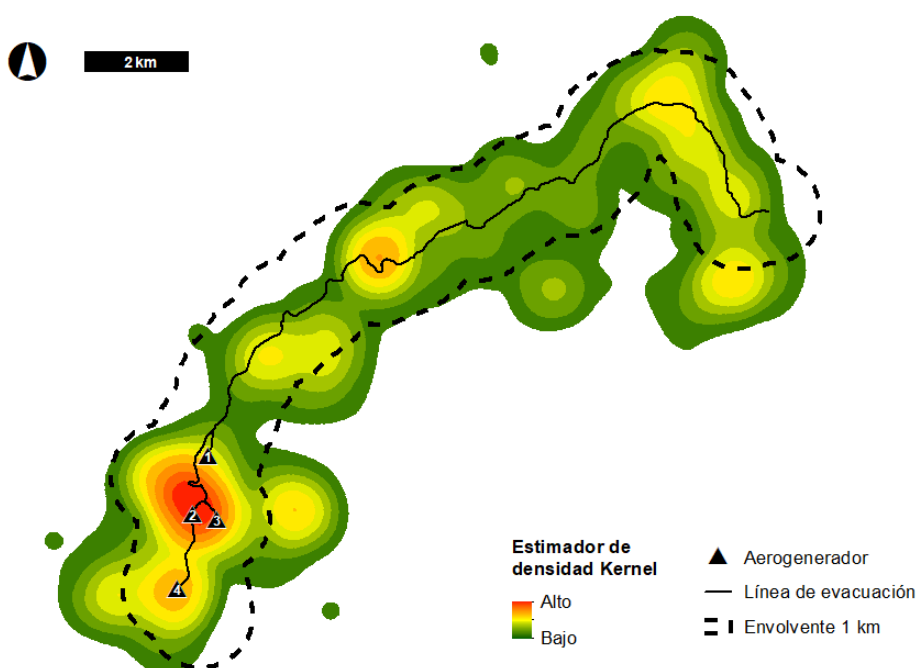 2 km
1
2
3
4
Estimador de
densidad Kernel
Alto
Bajo
Aerogenerador
Línea de evacuación
Envolvente 1 km